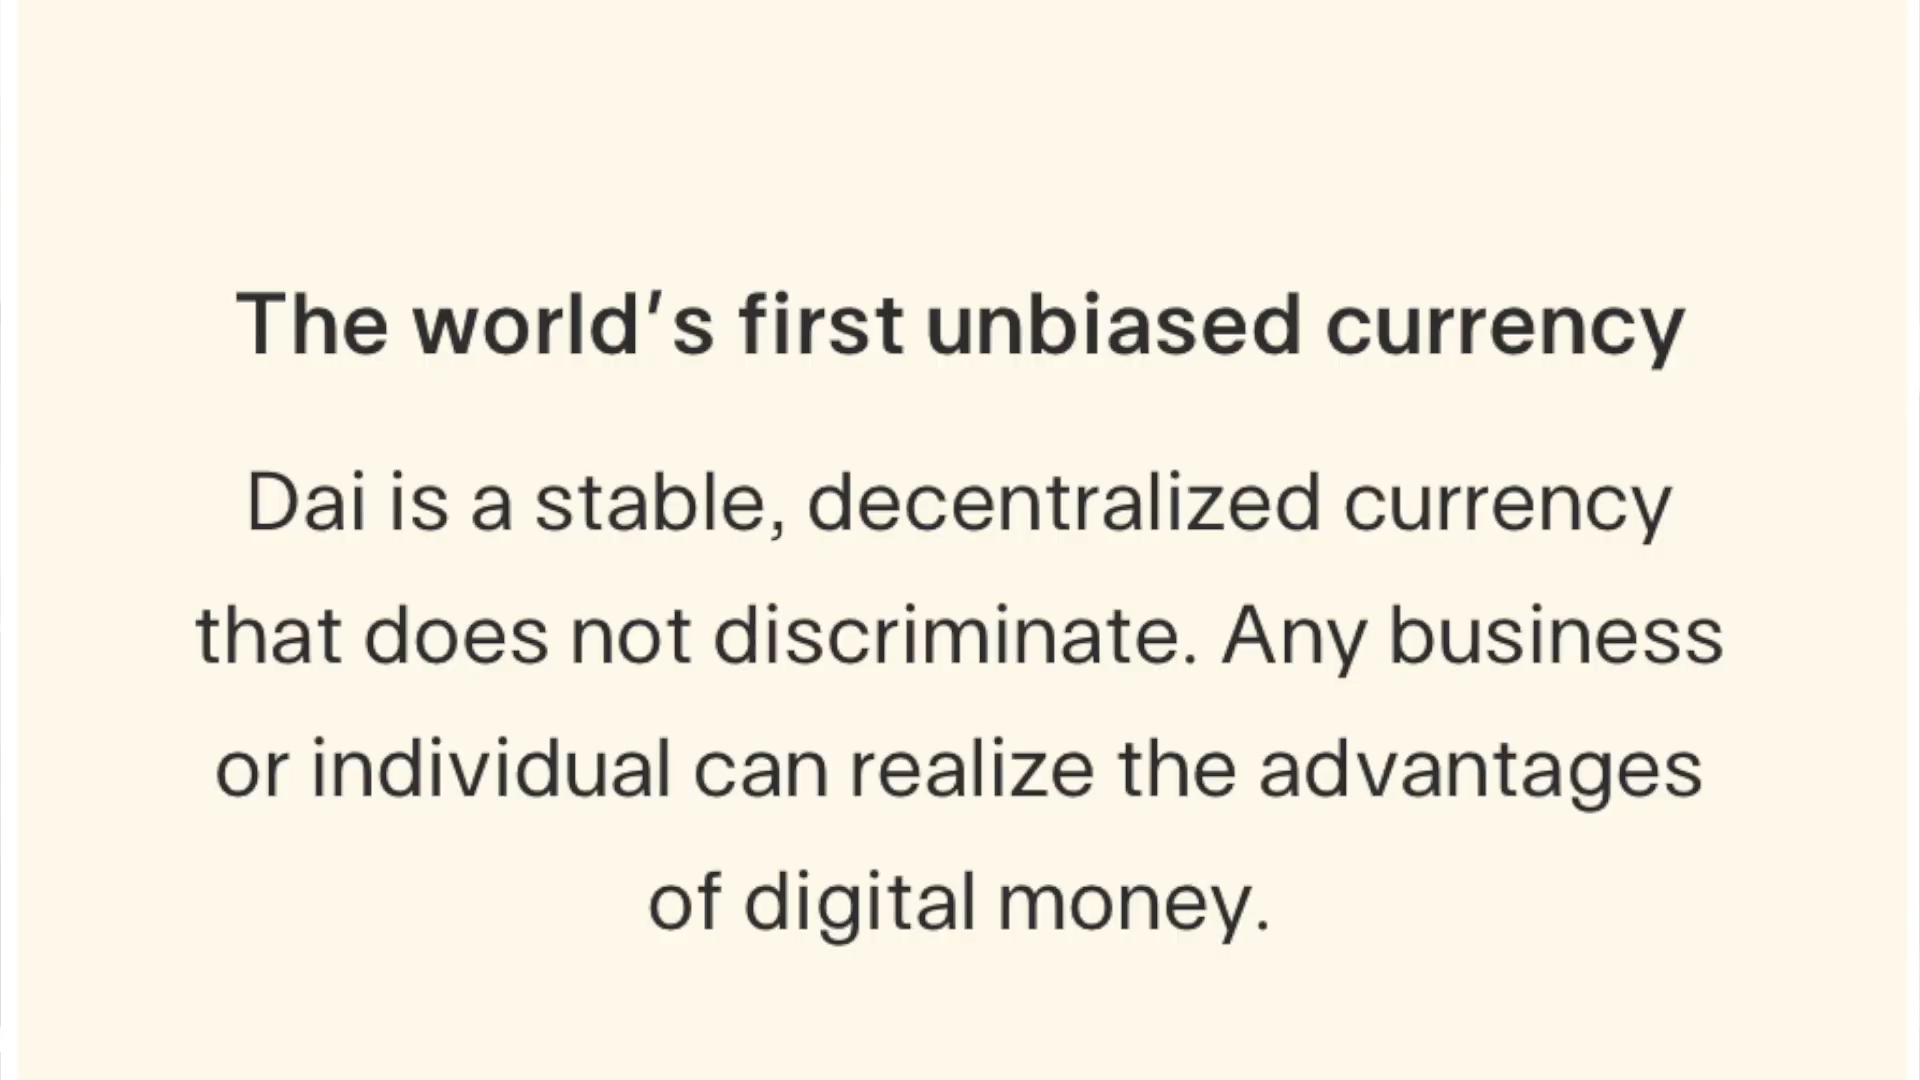 The world's first unbiased currency
Dai is a stable, decentralized currency
that does not discriminate. Any business
or individual can realize the advantages
of digital money.